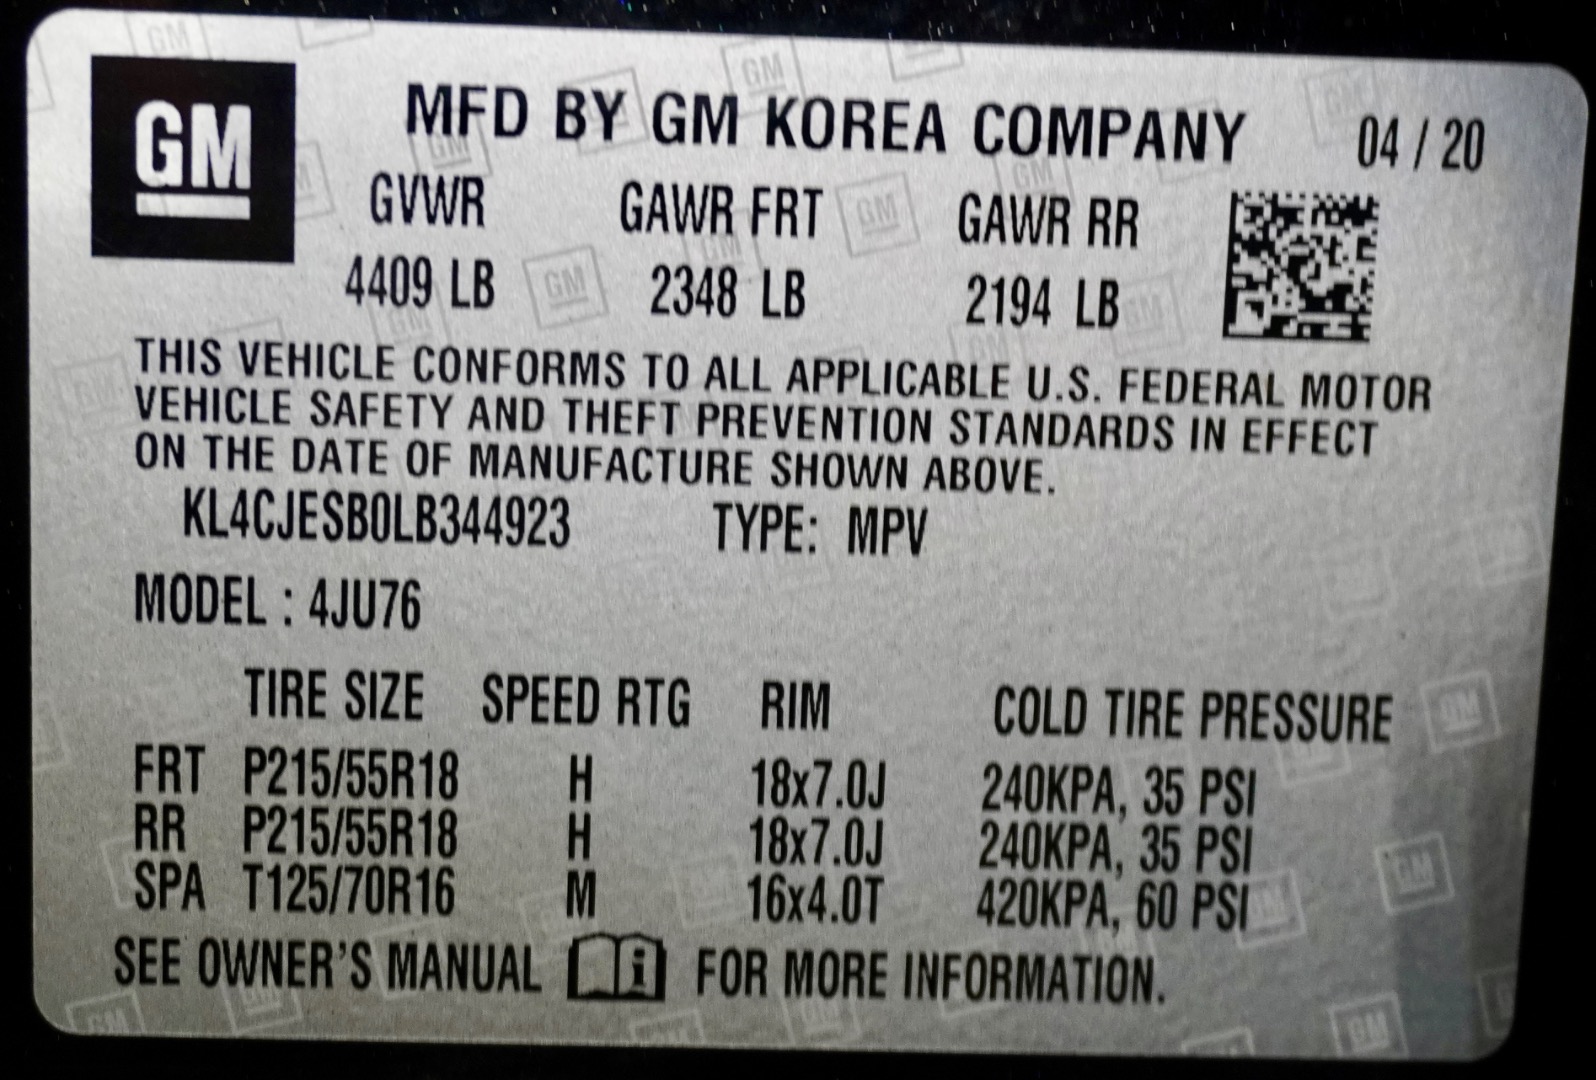 GM
MFD BY GM KOREA COMPANY 04 / 20
GVWR GAWR FRT GAWR RR
4409 LB 2348 LB 2194 LB
THIS VEHICLE CONFORMS TO ALL APPLICABLE U.S. FEDERAL MOTOR
VEHICLE SAFETY AND THEFT PREVENTION STANDARDS IN EFFECT
ON THE DATE OF MANUFACTURE SHOWN ABOVE.
KL4CJESB0LB344923 TYPE: MPV
MODEL : 4JU76
TIRE SIZE SPEED RTG RIM COLD TIRE PRESSURE
FRT P215/55R18 H 18x7.0J 240KPA, 35 PSI
RR P215/55R18 H 18x7.0J 240KPA, 35 PSI
SPA T125/70R16 M 16x4.0T 420KPA, 60 PSI
SEE OWNER'S MANUAL i FOR MORE INFORMATION.